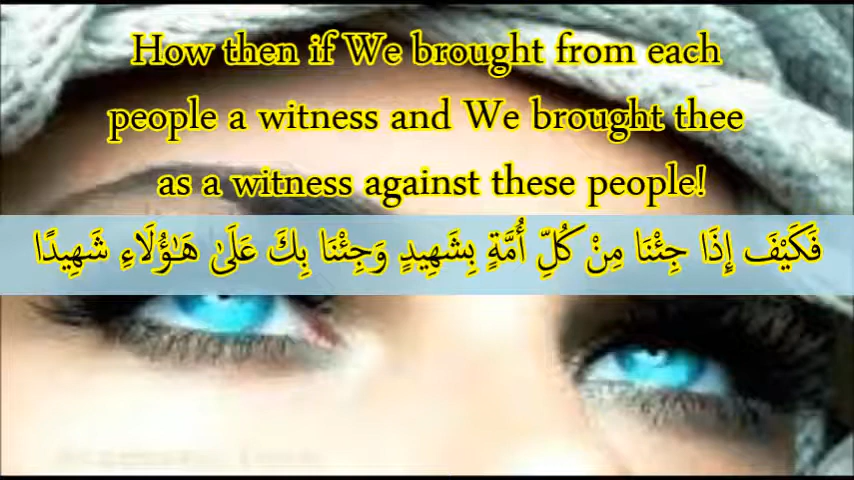 How then if We brought from each
people a witness and We brought thee
as a witness against these people!
فَكَيْفَ إِذَا جِئْنَا مِنْ كُلِّ أُمَّةٍ بِشَهِيدٍ وَجِئْنَا بِكَ عَلَىٰ هَـٰؤُلَاءِ شَهِيدًا